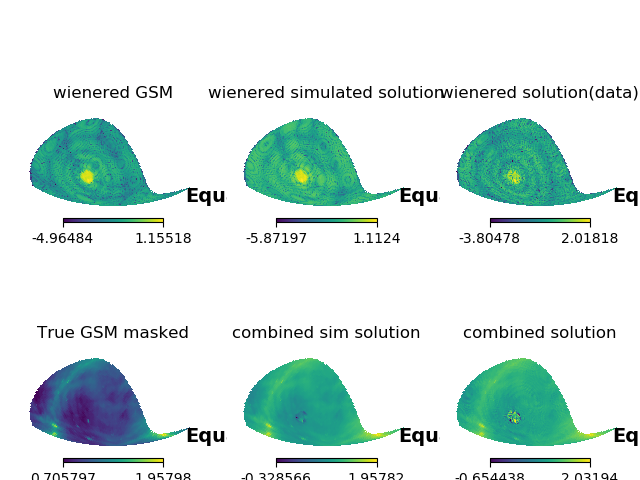 wienered GSM
wienered simulated solution
wienered solution(data)
Equ
Equ
Eq
-4.96484 1.15518
-5.87197 1.1124
-3.80478 2.01818
True GSM masked
combined sim solution
combined solution
Equ
Equ
Eq
0.705797 1.95798
-0.328566 1.95782
-0.654438 2.03194